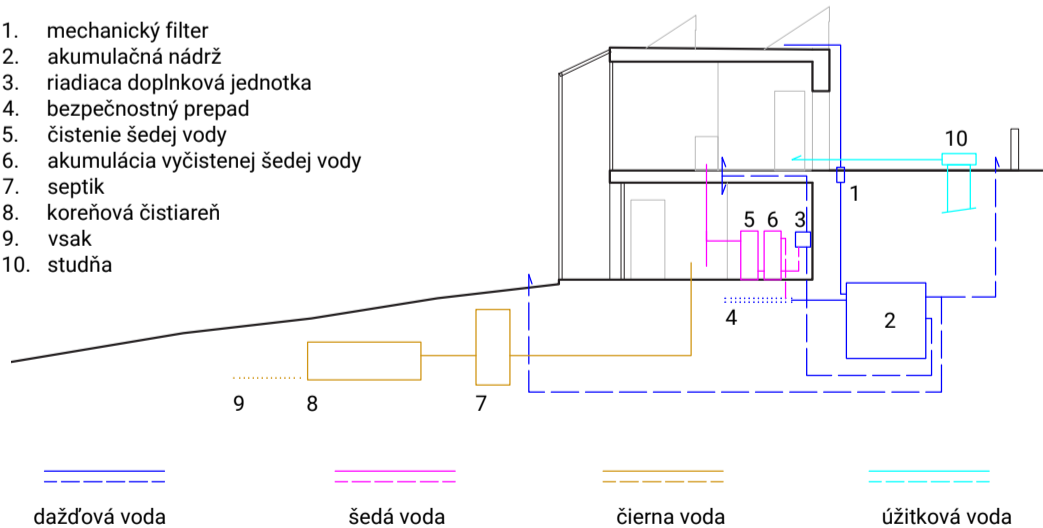 1. mechanický filter
2. akumulačná nádrž
3. riadiaca doplnková jednotka
4. bezpečnostný prepad
5. čistenie šedej vody
6. akumulácia vyčistenej šedej vody
7. septik
8. koreňová čistiareň
9. vsak
10. studňa
10
1
5 6 3
4
2
9 8 7
dažďová voda šedá voda čierna voda úžitková voda